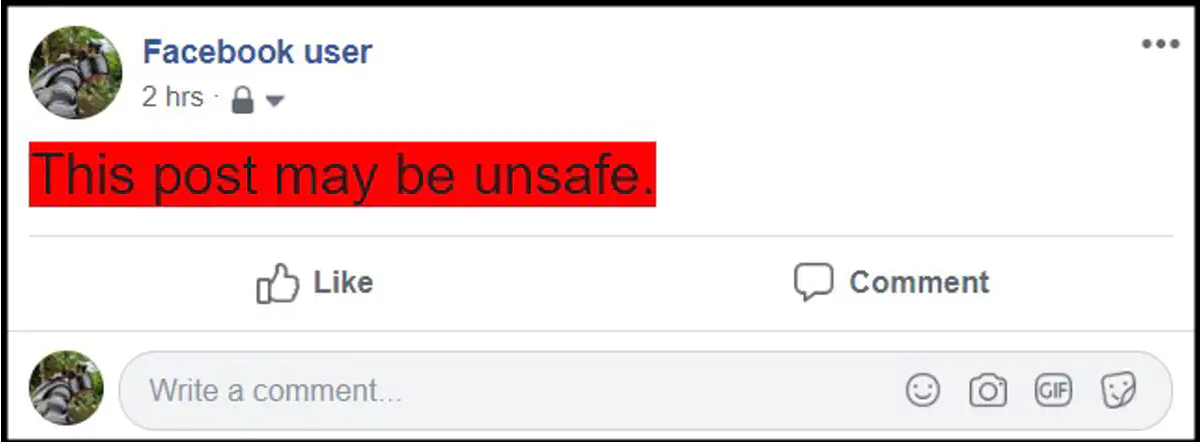 Facebook user
2 hrs ·
This post may be unsafe.
Like
Comment
Write a comment...
GIF